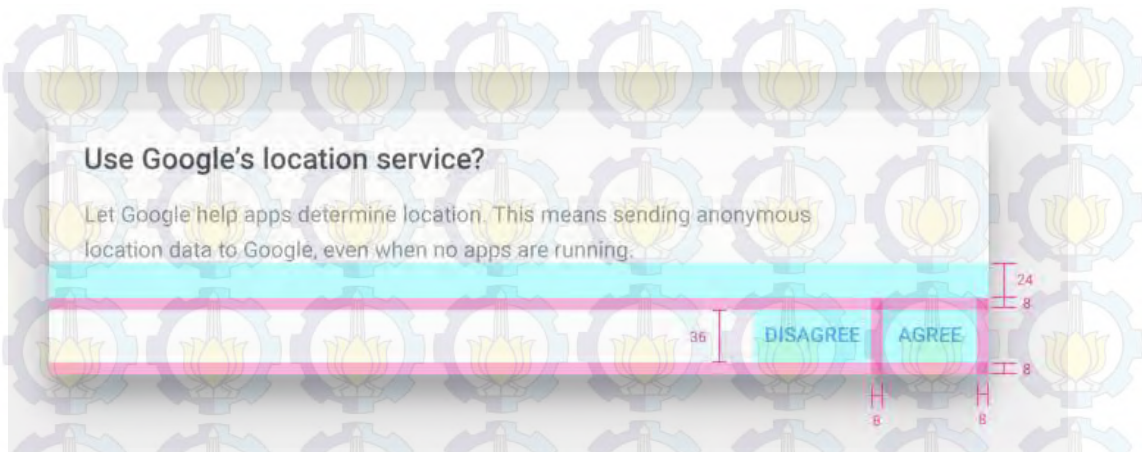 Use Google's location service?
Let Google help apps determine location. This means sending anonymous
location data to Google, even when no apps are running.
24
8
36
DISAGREE
AGREE
8
8
8